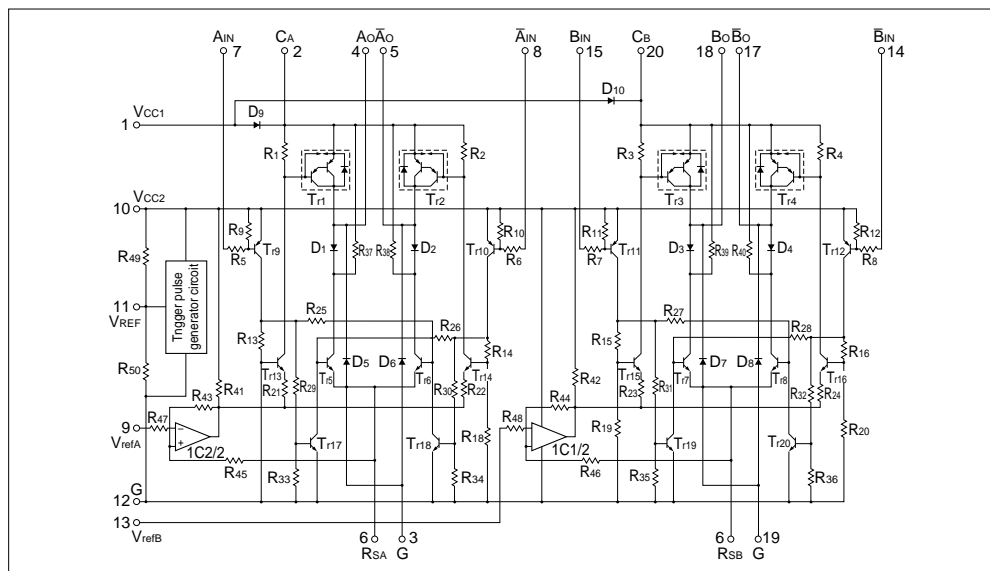 AIN CA AO A̅O A̅IN BIN CB BO B̅O B̅IN
7 2 4 5 8 15 20 18 17 14
D10
VCC1 D9
1
R1 R2 R3 R4
Tr1 Tr2 Tr3 Tr4
VCC2
10
R9 R10 R11 R12
Tr9 D1 R37 R38 D2 Tr10 Tr11 D3 R39 R40 D4 Tr12
R49 R5 R6 R7 R8
11
VREF
Tngger pulse
generator circoit
R25 R26 R27 R28
R13 R14 R15 R16
R50 Tr13 Tr5 D5 D6 Tr6 Tr14 Tr15 Tr7 D7 D8 Tr8 Tr16
R41 R21 R29 R30 R22 R42 R23 R31 R32 R24
R43 R44
R47 R48
9
VrefA
− +
1C2/2
Tr17 Tr18 R18
− +
1C1/2
R19 Tr19 Tr20 R20
R45 R33 R34 R46 R35 R36
G
12
13
VrefB
6 3 6 19
RSA G RSB G